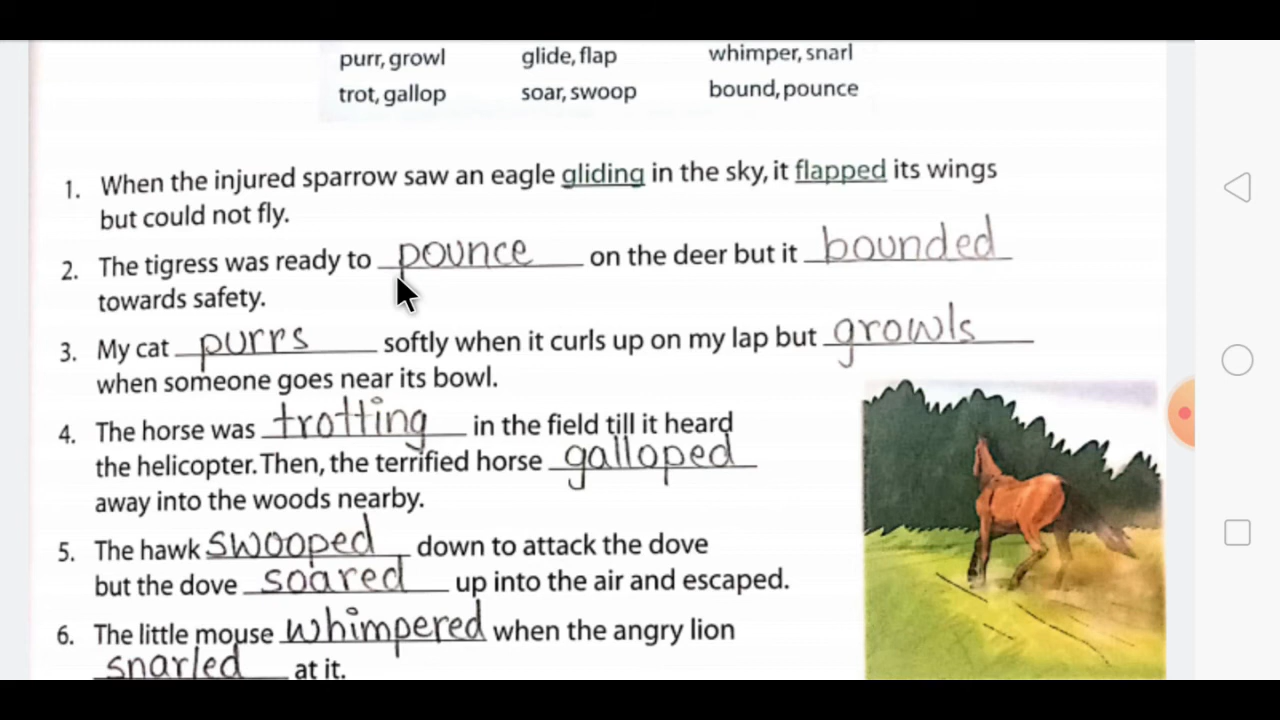 purr, growl glide, flap whimper, snarl
trot, gallop soar, swoop bound, pounce
1. When the injured sparrow saw an eagle gliding in the sky, it flapped its wings
but could not fly.
2. The tigress was ready to pounce on the deer but it bounded
towards safety.
3. My cat purrs softly when it curls up on my lap but growls
when someone goes near its bowl.
4. The horse was trotting in the field till it heard
the helicopter. Then, the terrified horse galloped
away into the woods nearby.
5. The hawk swooped down to attack the dove
but the dove soared up into the air and escaped.
6. The little mouse whimpered when the angry lion
snarled at it.